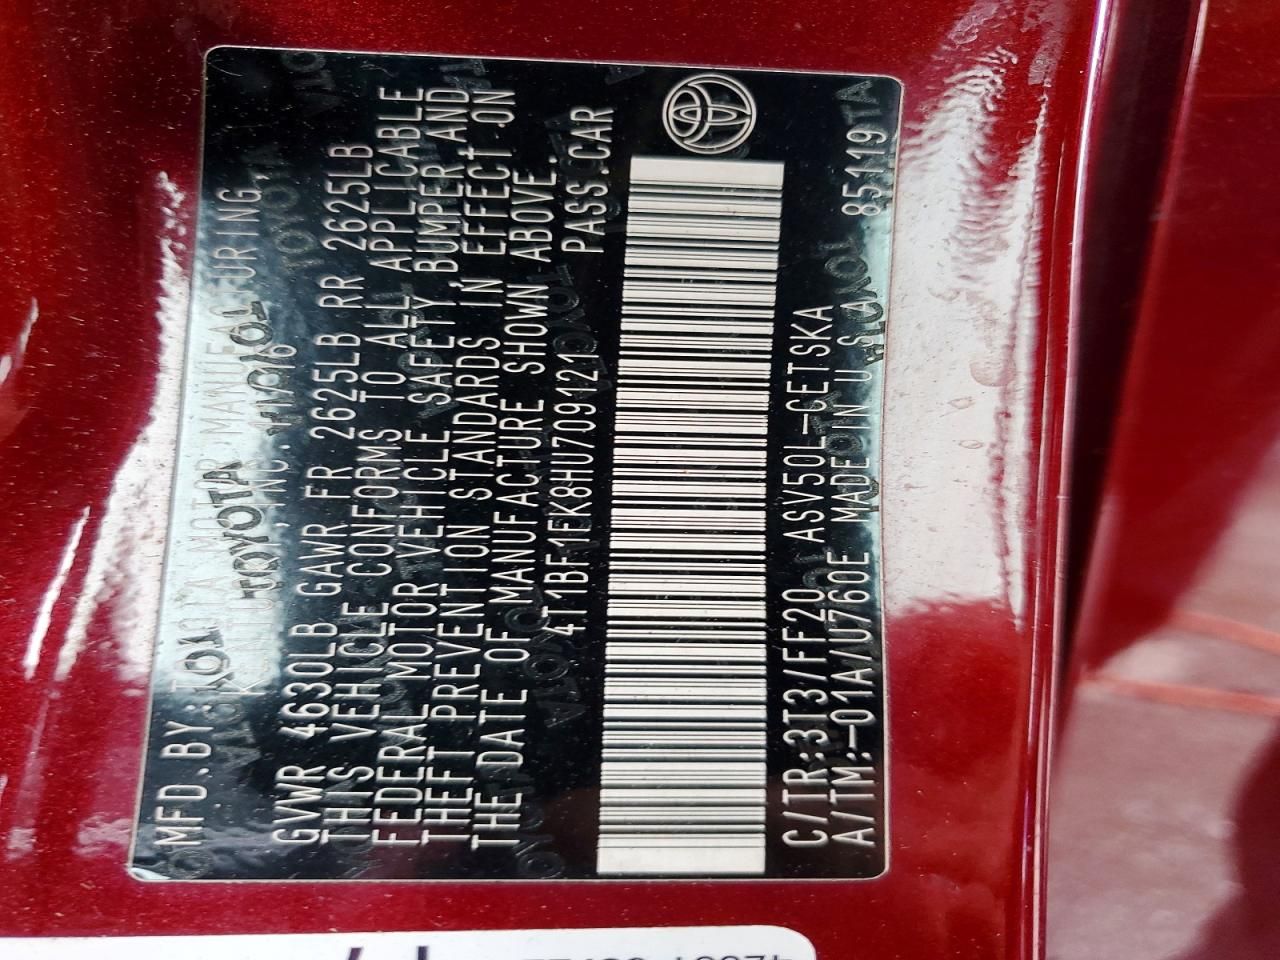 MFD.BY:TOYOTA MOTOR MANUFACTURING,
KENTUCKY,INC. 11/16
GVWR 4630LB GAWR FR 2625LB RR 2625LB
THIS VEHICLE CONFORMS TO ALL APPLICABLE
FEDERAL MOTOR VEHICLE SAFETY,BUMPER,AND
THEFT PREVENTION STANDARDS IN EFFECT ON
THE DATE OF MANUFACTURE SHOWN ABOVE.
4T1BF1FK8HU709121 PASS.CAR
C/TR:3T3/FF20 ASV50L-CETSKA
A/TM:-01A/U760E MADE IN U.S.A 85119